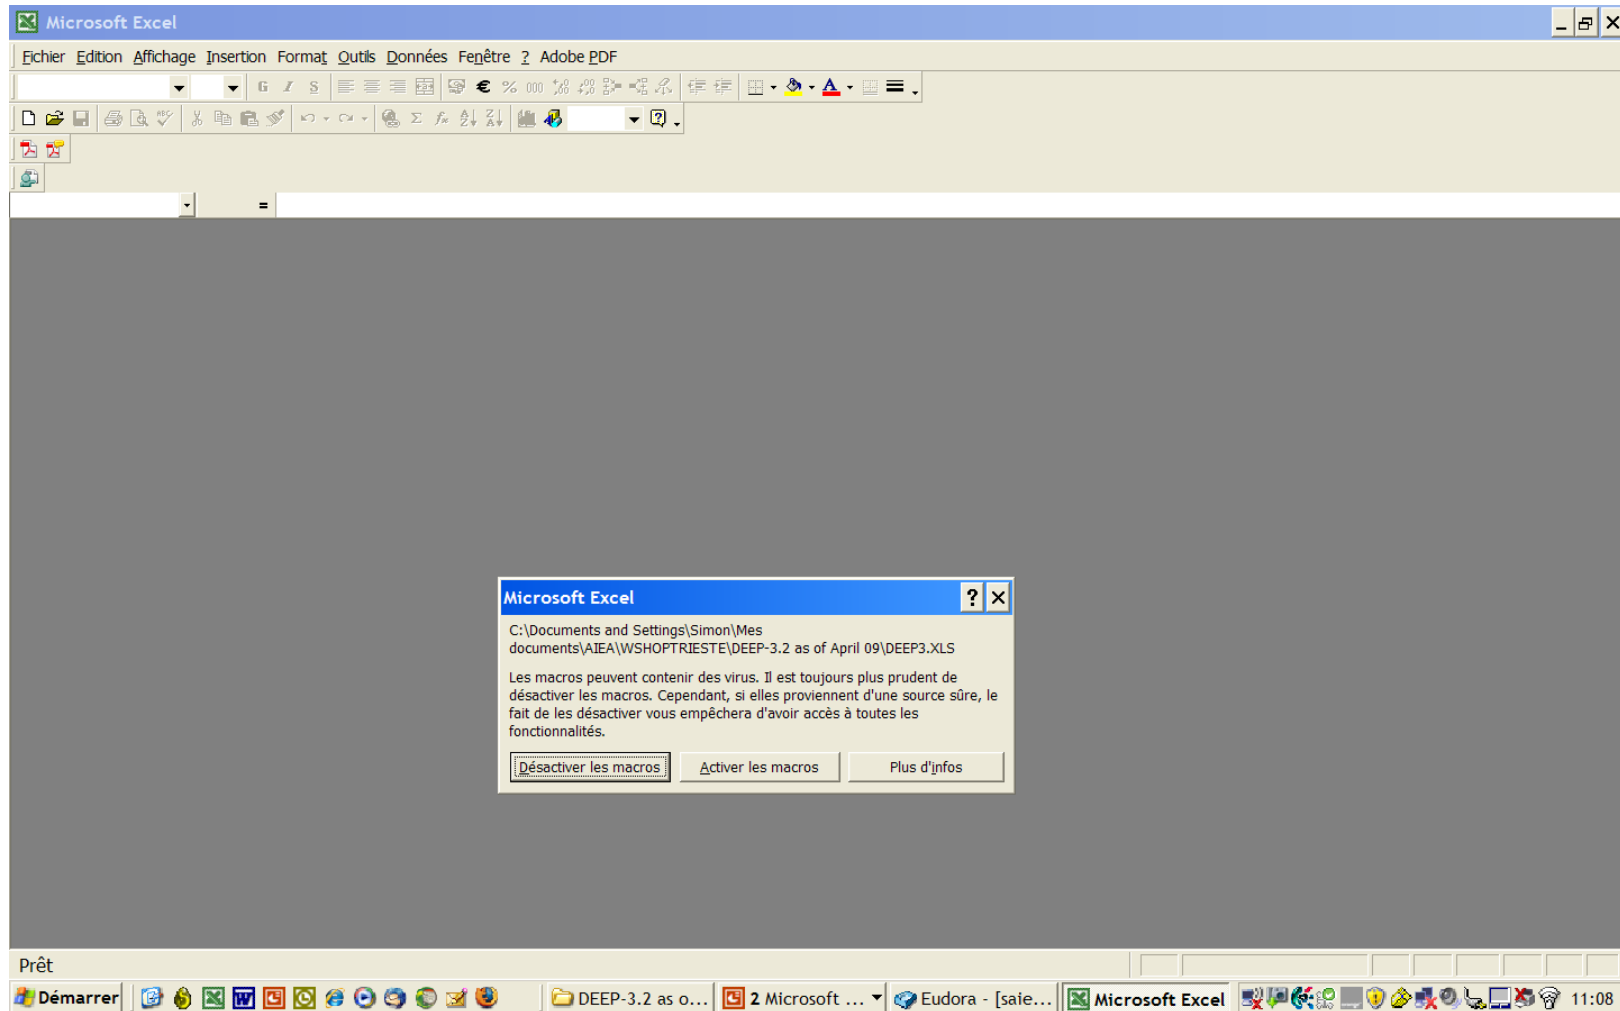 Microsoft Excel
Fichier Edition Affichage Insertion Format Outils Données Fenêtre ? Adobe PDF
G I S € % 000
=
Microsoft Excel
C:\Documents and Settings\Simon\Mes
documents\AIEA\WSHOPTRIESTE\DEEP-3.2 as of April 09\DEEP3.XLS
Les macros peuvent contenir des virus. Il est toujours plus prudent de
désactiver les macros. Cependant, si elles proviennent d'une source sûre, le
fait de les désactiver vous empêchera d'avoir accès à toutes les
fonctionnalités.
Désactiver les macros Activer les macros Plus d'infos
Prêt
Démarrer DEEP-3.2 as o... 2 Microsoft ... Eudora - [saie... Microsoft Excel 11:08